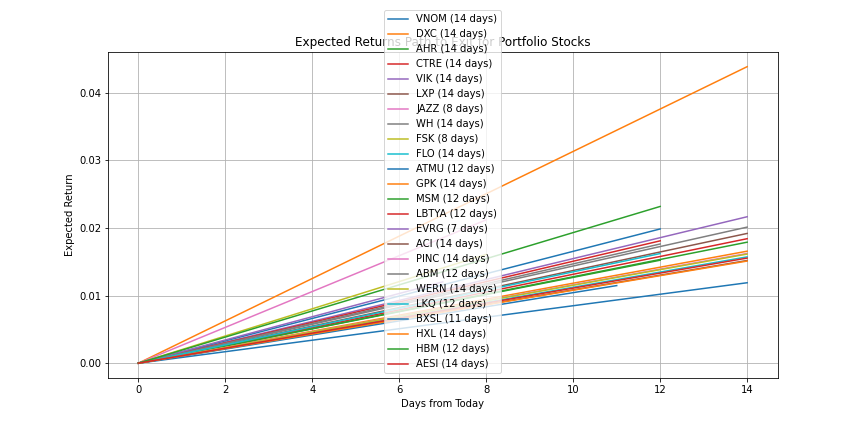 Expected Returns Path to Exit for Portfolio Stocks
VNOM (14 days)
DXC (14 days)
AHR (14 days)
CTRE (14 days)
VIK (14 days)
LXP (14 days)
JAZZ (8 days)
WH (14 days)
FSK (8 days)
FLO (14 days)
ATMU (12 days)
GPK (14 days)
MSM (12 days)
LBTYA (12 days)
EVRG (7 days)
ACI (14 days)
PINC (14 days)
ABM (12 days)
WERN (14 days)
LKQ (12 days)
BXSL (11 days)
HXL (14 days)
HBM (12 days)
AESI (14 days)
Expected Return
0.04
0.03
0.02
0.01
0.00
0 2 4 6 8 10 12 14
Days from Today